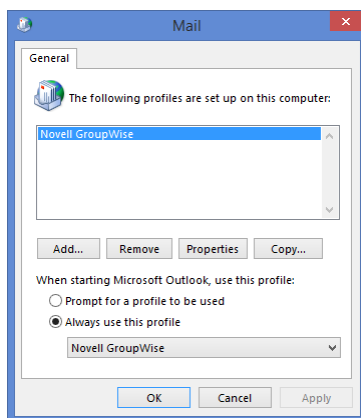 Mail
General
The following profiles are set up on this computer:
Novell GroupWise
Add... Remove Properties Copy...
When starting Microsoft Outlook, use this profile:
Prompt for a profile to be used
Always use this profile
Novell GroupWise
OK Cancel Apply